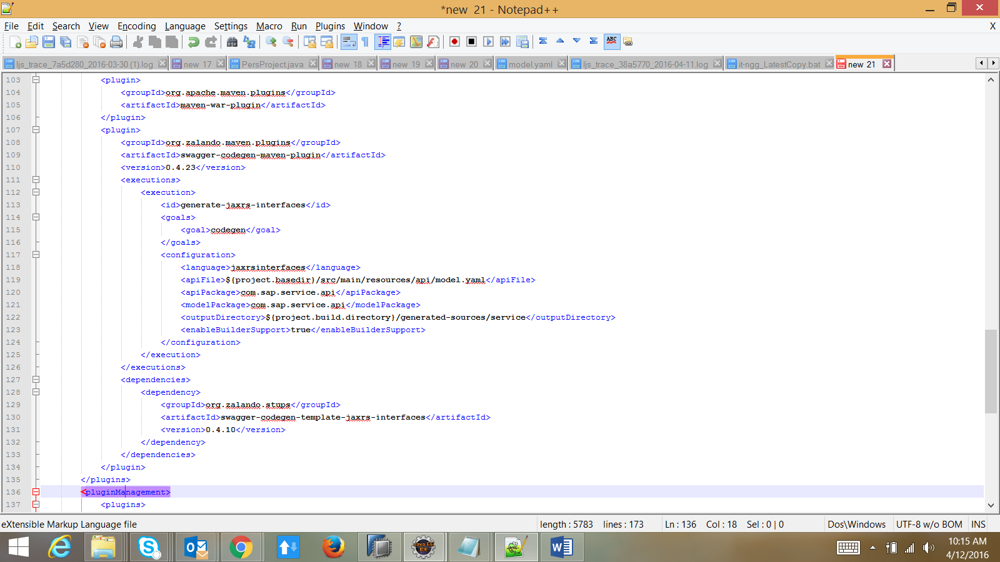 *new 21 - Notepad++
File Edit Search View Encoding Language Settings Macro Run Plugins Window ? X
ABC
ljs_trace_7a5d280_2016-03-30 (1).log new 17 PersProject.java new 18 new 19 new 20 model.yaml ljs_trace_38a5770_2016-04-11.log it-ngg_LatestCopy.bat new 21
103 <plugin>
104 <groupId>org.apache.maven.plugins</groupId>
105 <artifactId>maven-war-plugin</artifactId>
106 </plugin>
107 <plugin>
108 <groupId>org.zalando.maven.plugins</groupId>
109 <artifactId>swagger-codegen-maven-plugin</artifactId>
110 <version>0.4.23</version>
111 <executions>
112 <execution>
113 <id>generate-jaxrs-interfaces</id>
114 <goals>
115 <goal>codegen</goal>
116 </goals>
117 <configuration>
118 <language>jaxrsinterfaces</language>
119 <apiFile>${project.basedir}/src/main/resources/api/model.yaml</apiFile>
120 <apiPackage>com.sap.service.api</apiPackage>
121 <modelPackage>com.sap.service.api</modelPackage>
122 <outputDirectory>${project.build.directory}/generated-sources/service</outputDirectory>
123 <enableBuilderSupport>true</enableBuilderSupport>
124 </configuration>
125 </execution>
126 </executions>
127 <dependencies>
128 <dependency>
129 <groupId>org.zalando.stups</groupId>
130 <artifactId>swagger-codegen-template-jaxrs-interfaces</artifactId>
131 <version>0.4.10</version>
132 </dependency>
133 </dependencies>
134 </plugin>
135 </plugins>
136 <pluginManagement>
137 <plugins>
eXtensible Markup Language file length : 5783 lines : 173 Ln : 136 Col : 18 Sel : 0 | 0 Dos\Windows UTF-8 w/o BOM INS
Java EE
IDE
10:15 AM
4/12/2016